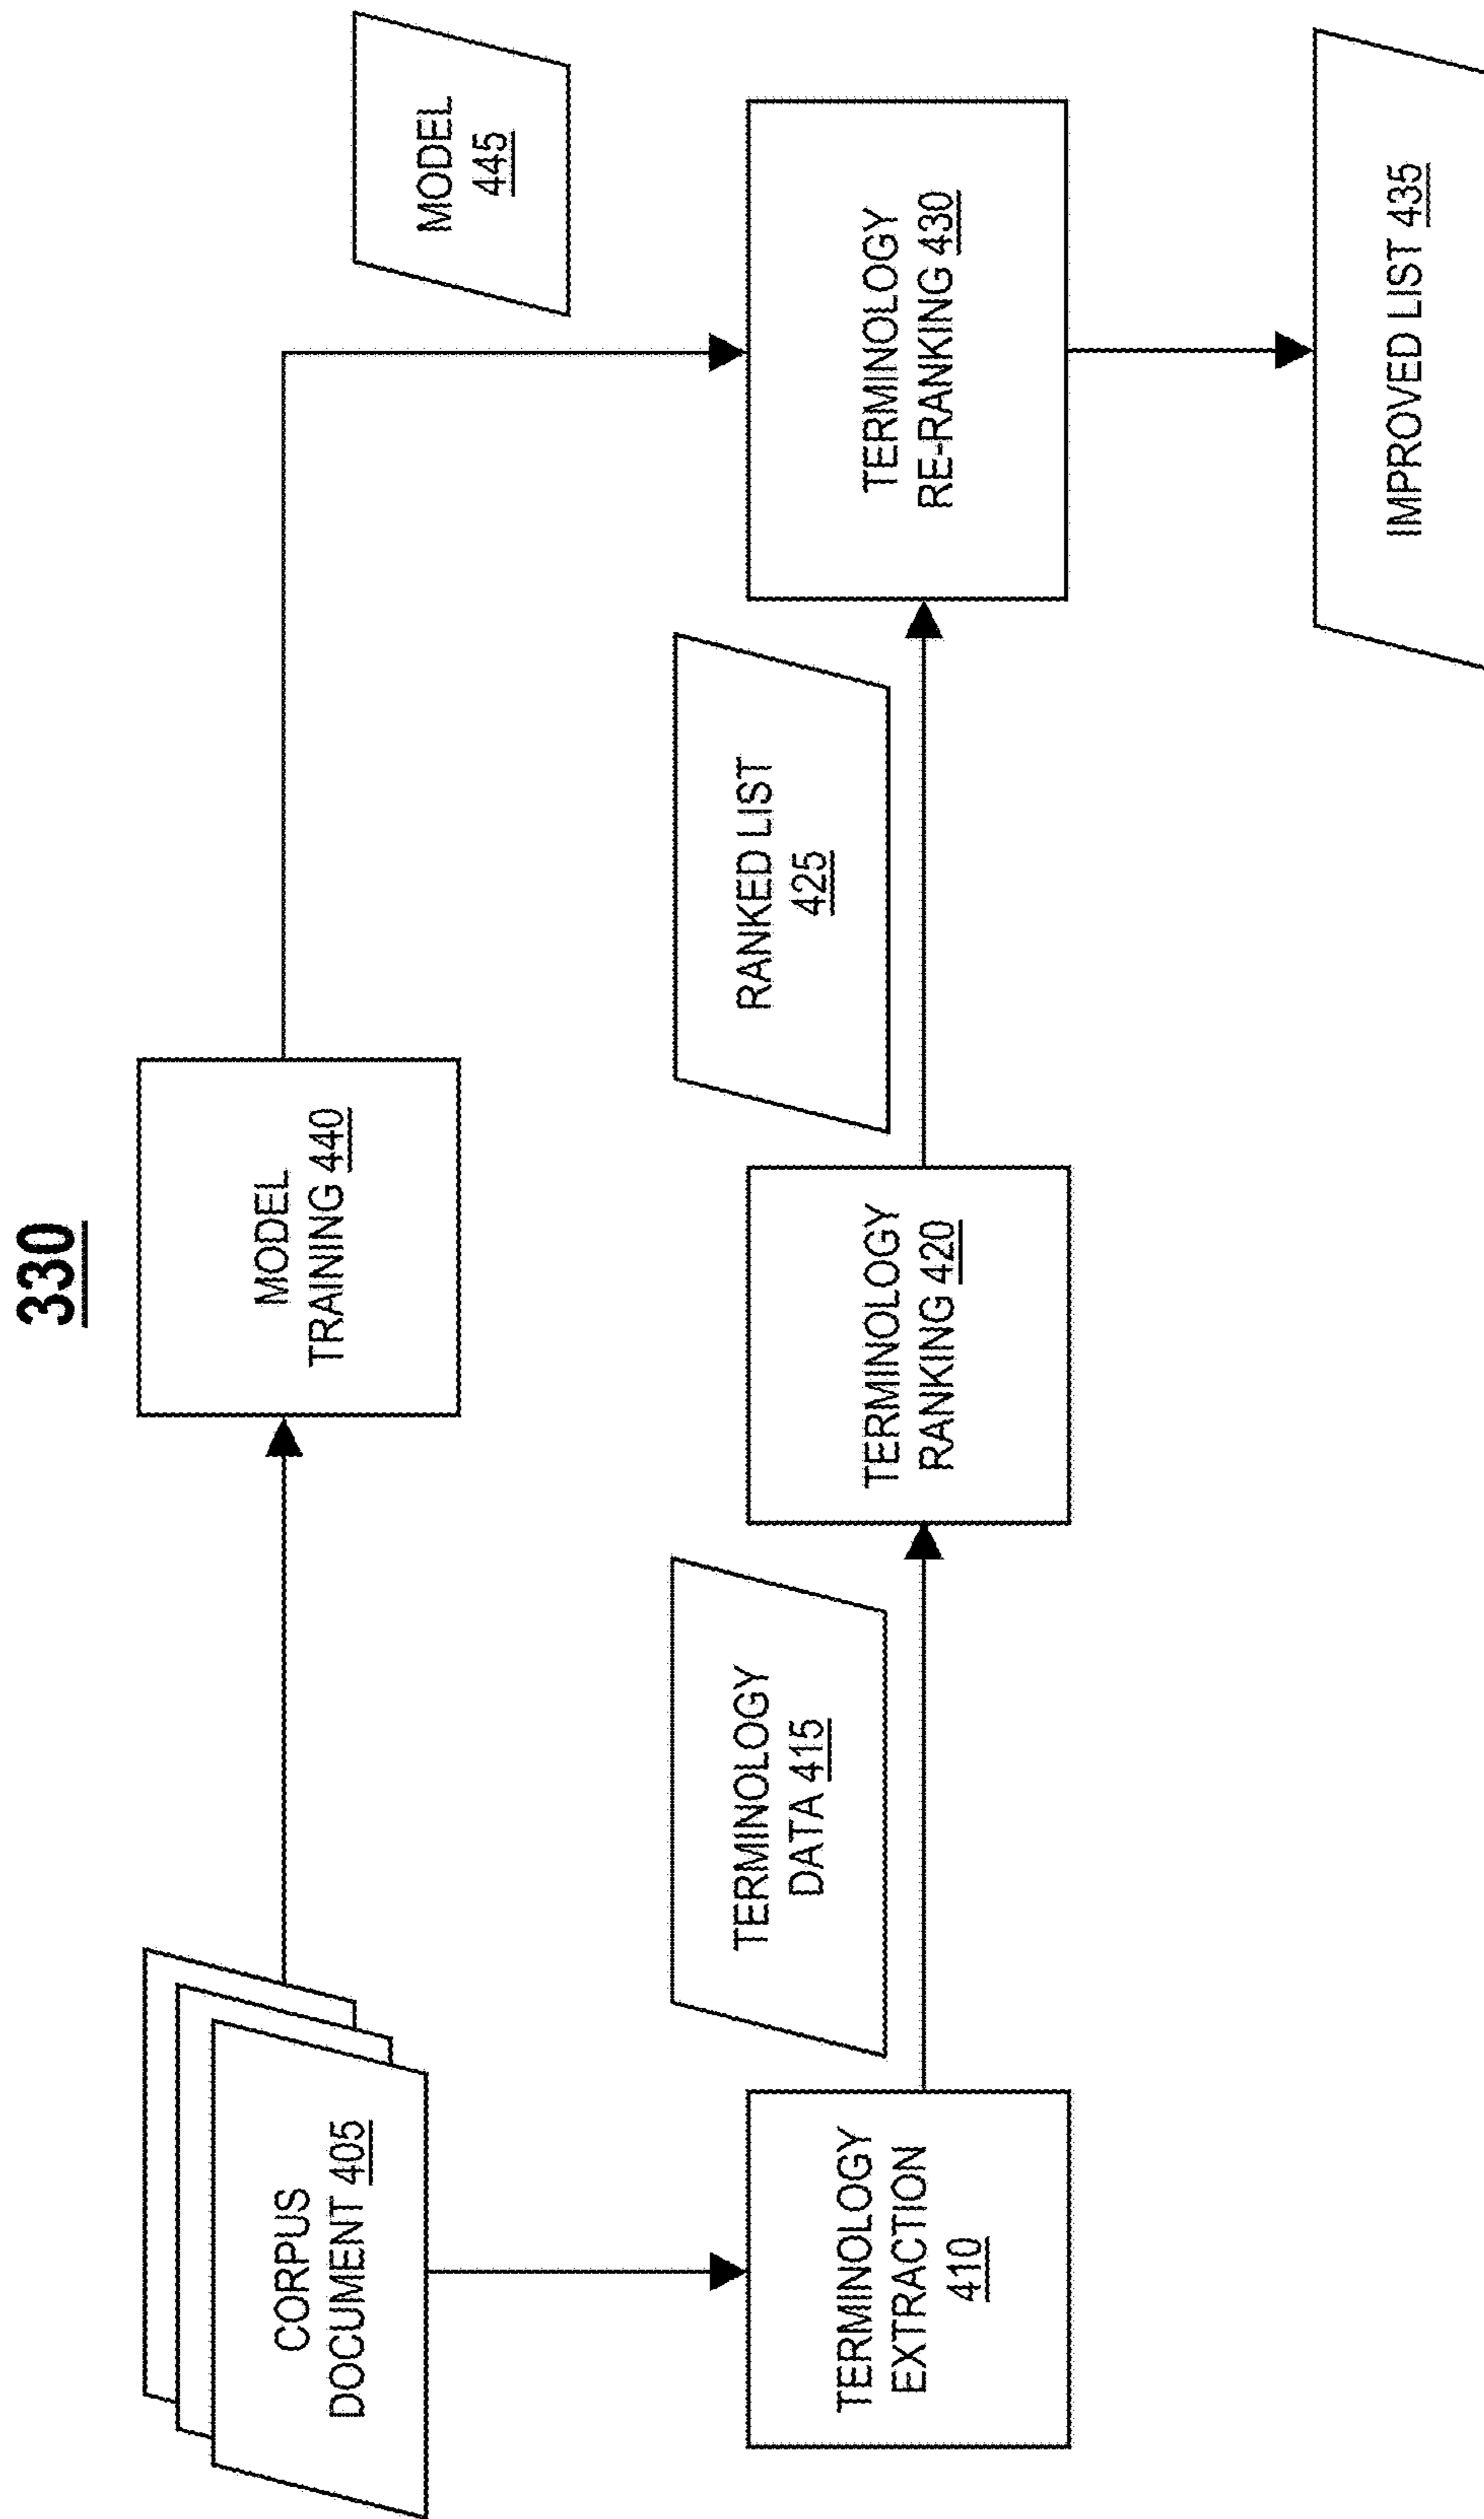 330
CORPUS
DOCUMENT 405
MODEL
TRAINING 440
MODEL
445
TERMINOLOGY
EXTRACTION
410
TERMINOLOGY
DATA 415
TERMINOLOGY
RANKING 420
RANKED LIST
425
TERMINOLOGY
RE-RANKING 430
IMPROVED LIST 435